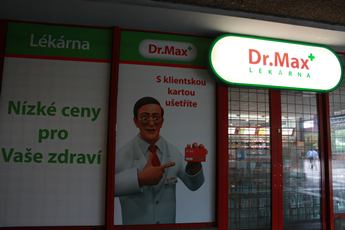 Lékárna
Nízké ceny
pro
Vaše zdraví
Dr.Max+
S klientskou
kartou
ušetříte
Dr.Max+
LÉKÁRNA